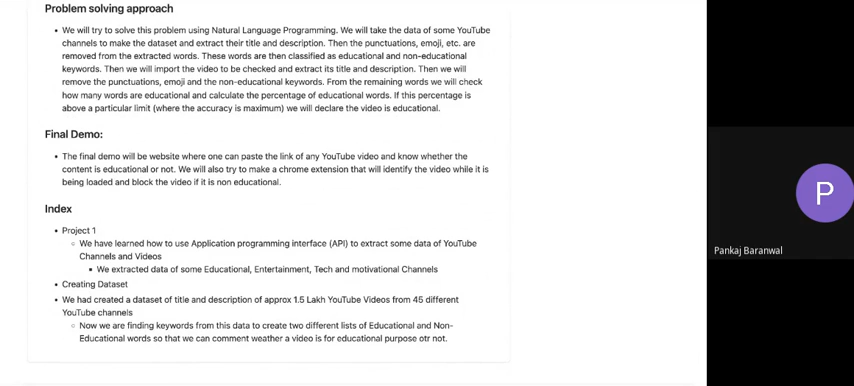 Problem solving approach
• We will try to solve this problem using Natural Language Programming. We will take the data of some YouTube
channels to make the dataset and extract their title and description. Then the punctuations, emoji, etc. are
removed from the extracted words. These words are then classified as educational and non-educational
keywords. Then we will import the video to be checked and extract its title and description. Then we will
remove the punctuations, emoji and the non-educational keywords. From the remaining words we will check
how many words are educational and calculate the percentage of educational words. If this percentage is
above a particular limit (where the accuracy is maximum) we will declare the video is educational.
Final Demo:
• The final demo will be website where one can paste the link of any YouTube video and know whether the
content is educational or not. We will also try to make a chrome extension that will identify the video while it is
being loaded and block the video if it is non educational.
Index
• Project 1
◦ We have learned how to use Application programming interface (API) to extract some data of YouTube
Channels and Videos
▪ We extracted data of some Educational, Entertainment, Tech and motivational Channels
• Creating Dataset
• We had created a dataset of title and description of approx 1.5 Lakh YouTube Videos from 45 different
YouTube channels
◦ Now we are finding keywords from this data to create two different lists of Educational and Non-
Educational words so that we can comment weather a video is for educational purpose otr not.
P
Pankaj Baranwal